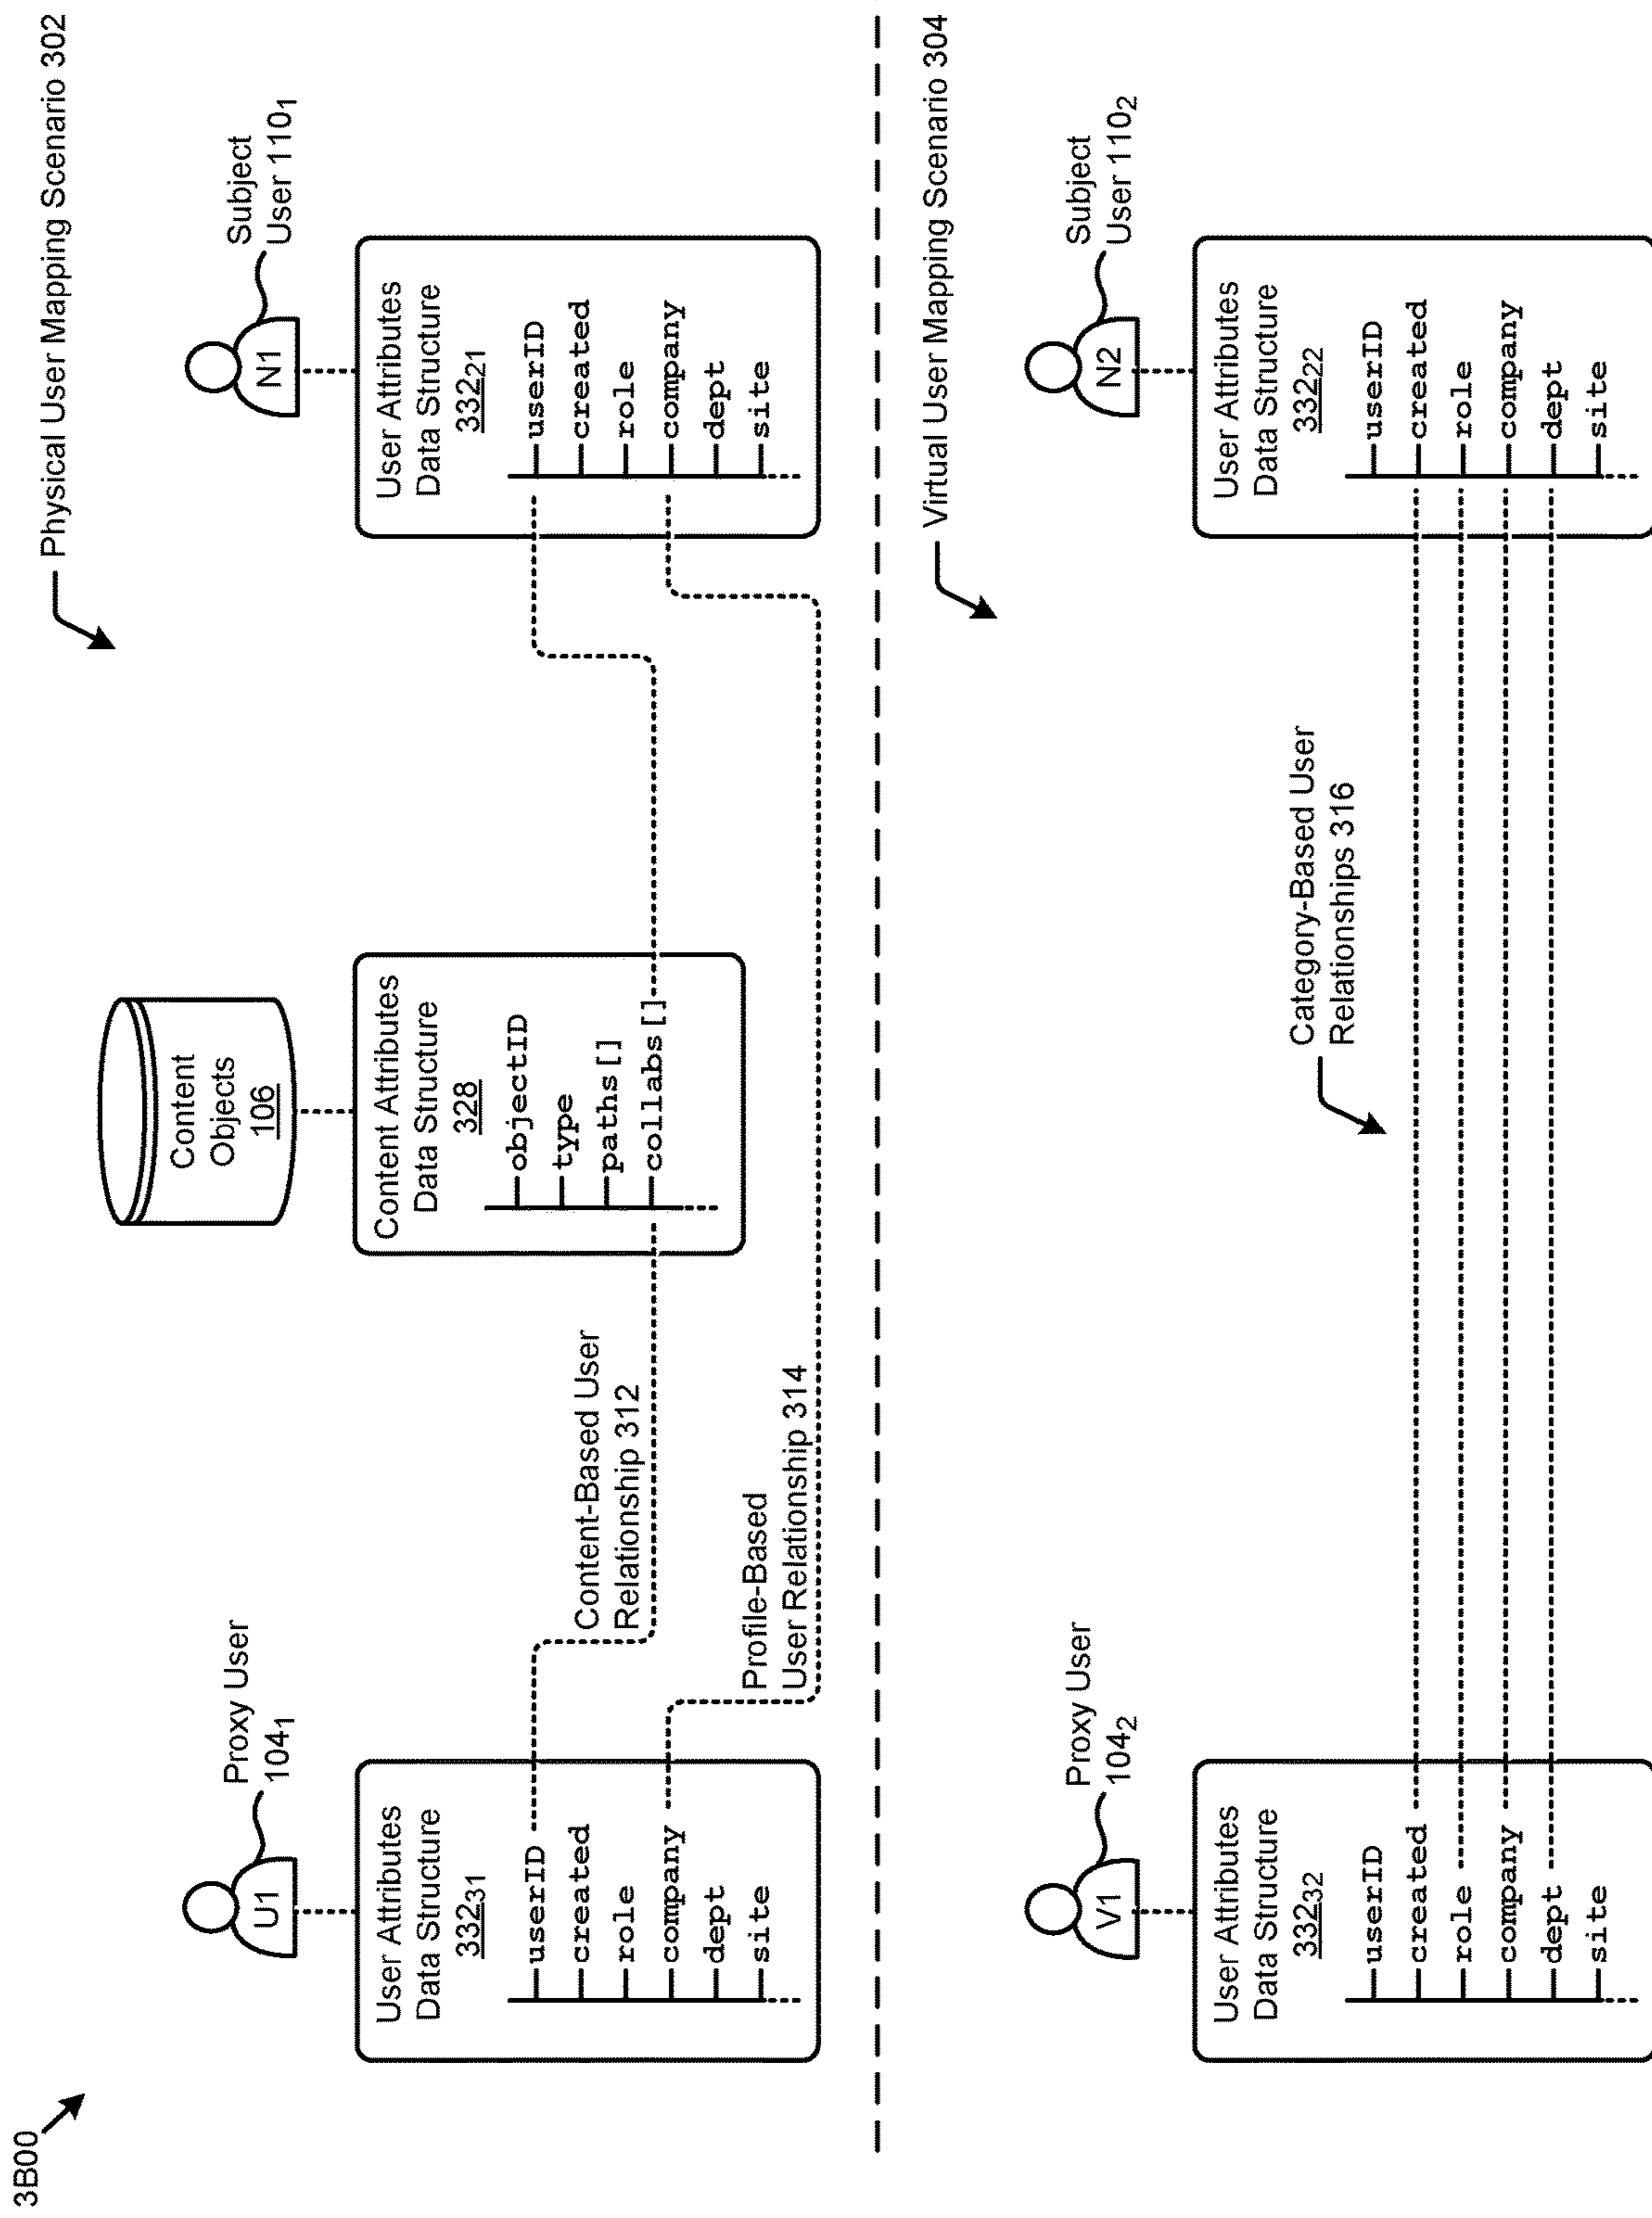 3B00
Physical User Mapping Scenario 302
Proxy User
104₁
U1
User Attributes
Data Structure
332₃₁
userID
created
role
company
dept
site
Content
Objects
106
Content Attributes
Data Structure
328
objectID
type
paths[]
collabs[]
Content-Based User
Relationship 312
Profile-Based
User Relationship 314
Subject
User 110₁
N1
User Attributes
Data Structure
332₂₁
userID
created
role
company
dept
site
Virtual User Mapping Scenario 304
Proxy User
104₂
V1
User Attributes
Data Structure
332₃₂
userID
created
role
company
dept
site
Category-Based User
Relationships 316
Subject
User 110₂
N2
User Attributes
Data Structure
332₂₂
userID
created
role
company
dept
site